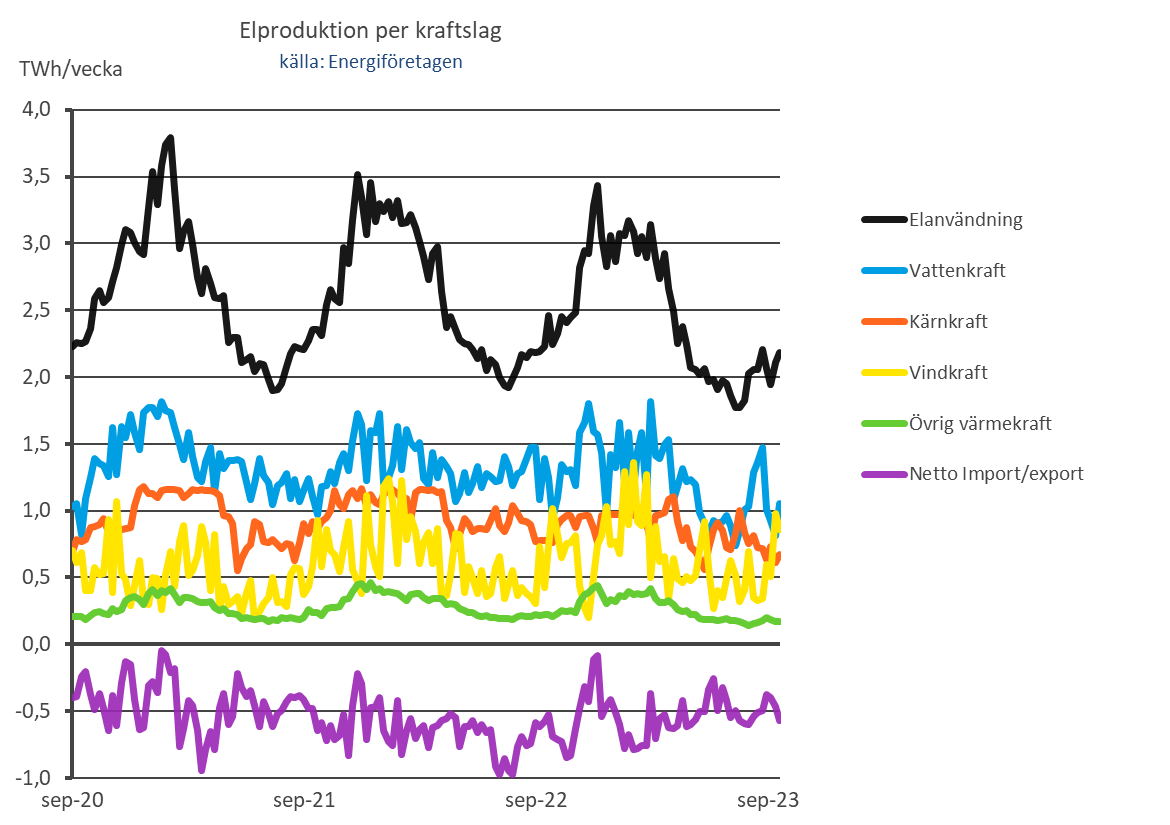 Elproduktion per kraftslag
källa: Energiföretagen
TWh/vecka
4,0
3,5
3,0
2,5
2,0
1,5
1,0
0,5
0,0
-0,5
-1,0
sep-20 sep-21 sep-22 sep-23
Elanvändning
Vattenkraft
Kärnkraft
Vindkraft
Övrig värmekraft
Netto Import/export